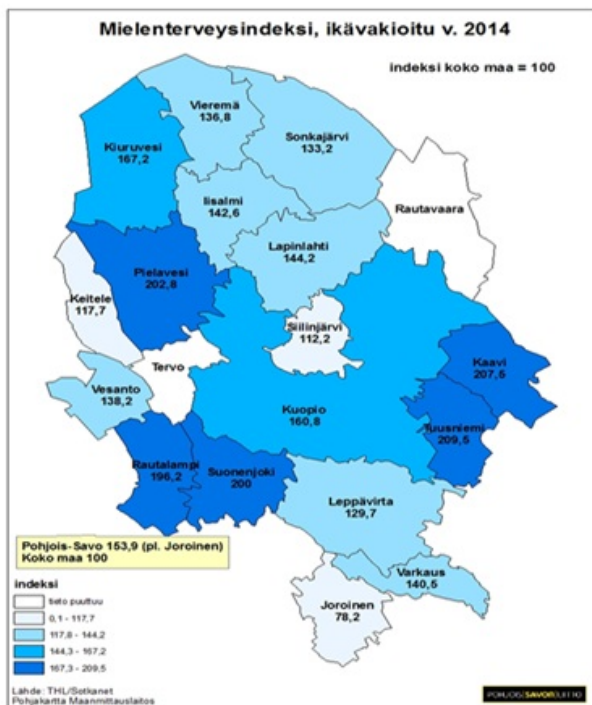 Mielenterveysindeksi, ikävakioitu v. 2014
indeksi koko maa = 100
Vieremä
136,8
Sonkajärvi
133,2
Kiuruvesi
167,2
Rautavaara
Iisalmi
142,6
Lapinlahti
144,2
Pielavesi
202,8
Keitele
117,7
Siilinjärvi
112,2
Kaavi
207,5
Tervo
Vesanto
138,2
Kuopio
160,8
Tuusniemi
209,5
Rautalampi
196,2
Suonenjoki
200
Leppävirta
129,7
Pohjois-Savo 153,9 (pl. Joroinen)
Koko maa 100
Varkaus
140,5
Joroinen
78,2
indeksi
tieto puuttuu
0,1 - 117,7
117,8 - 144,2
144,3 - 167,2
167,3 - 209,5
Lähde: THL/Sotkanet
Pohjakartta Maanmittauslaitos
POHJOIS-SAVON LIITTO